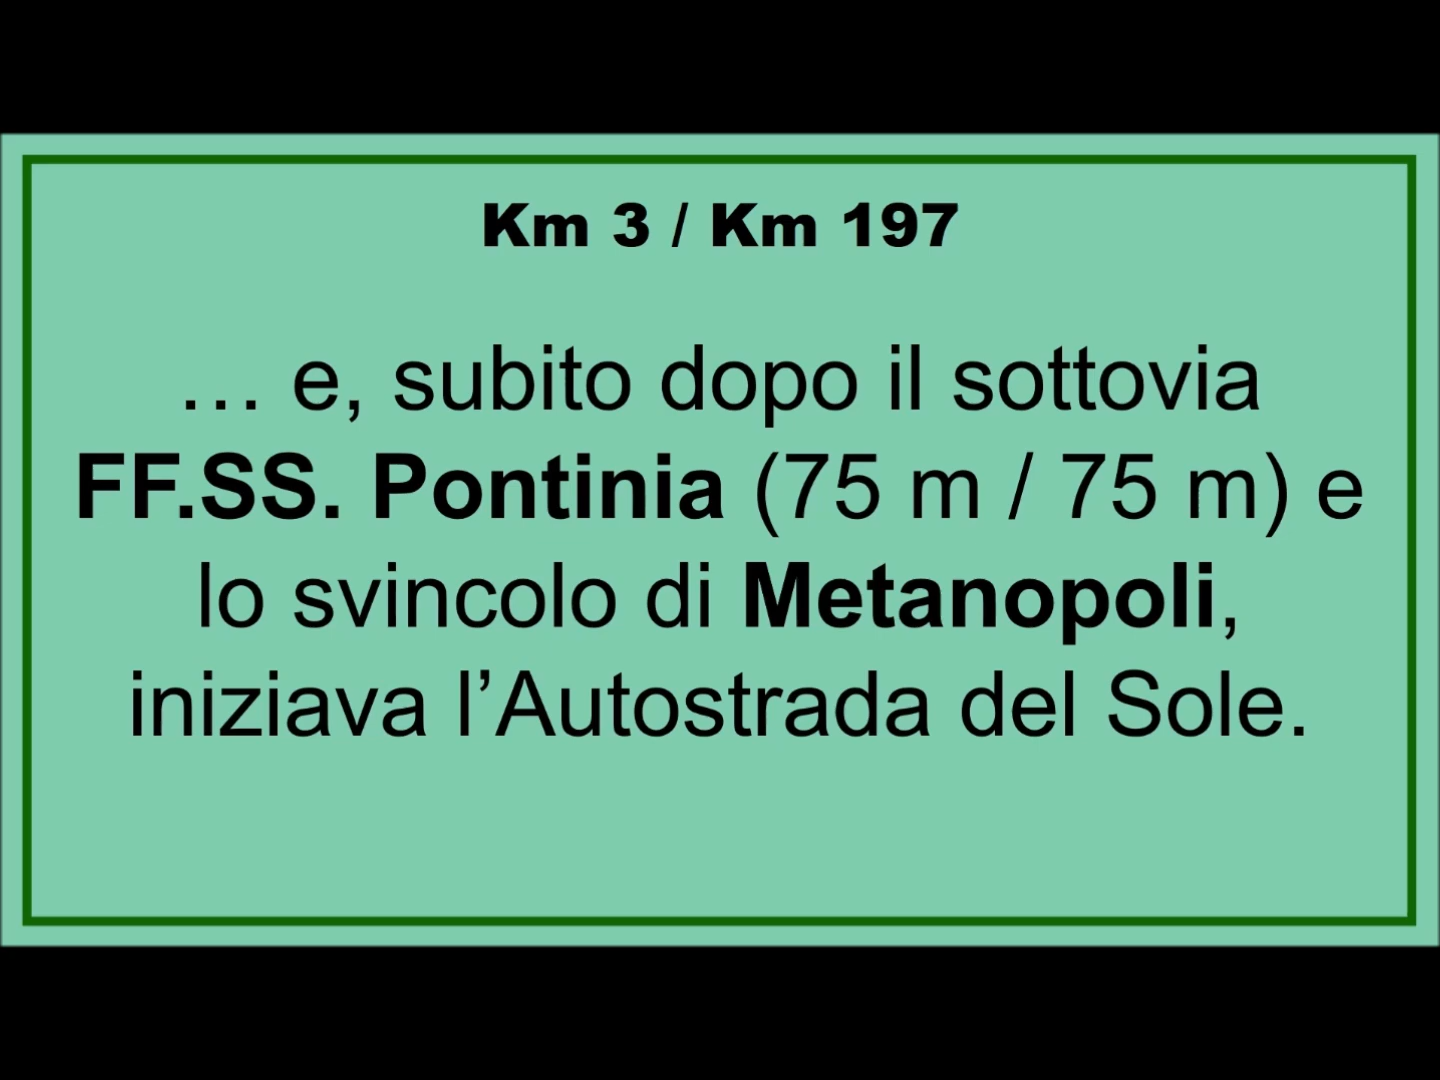 Km 3 / Km 197
… e, subito dopo il sottovia
FF.SS. Pontinia (75 m / 75 m) e
lo svincolo di Metanopoli,
iniziava l’Autostrada del Sole.